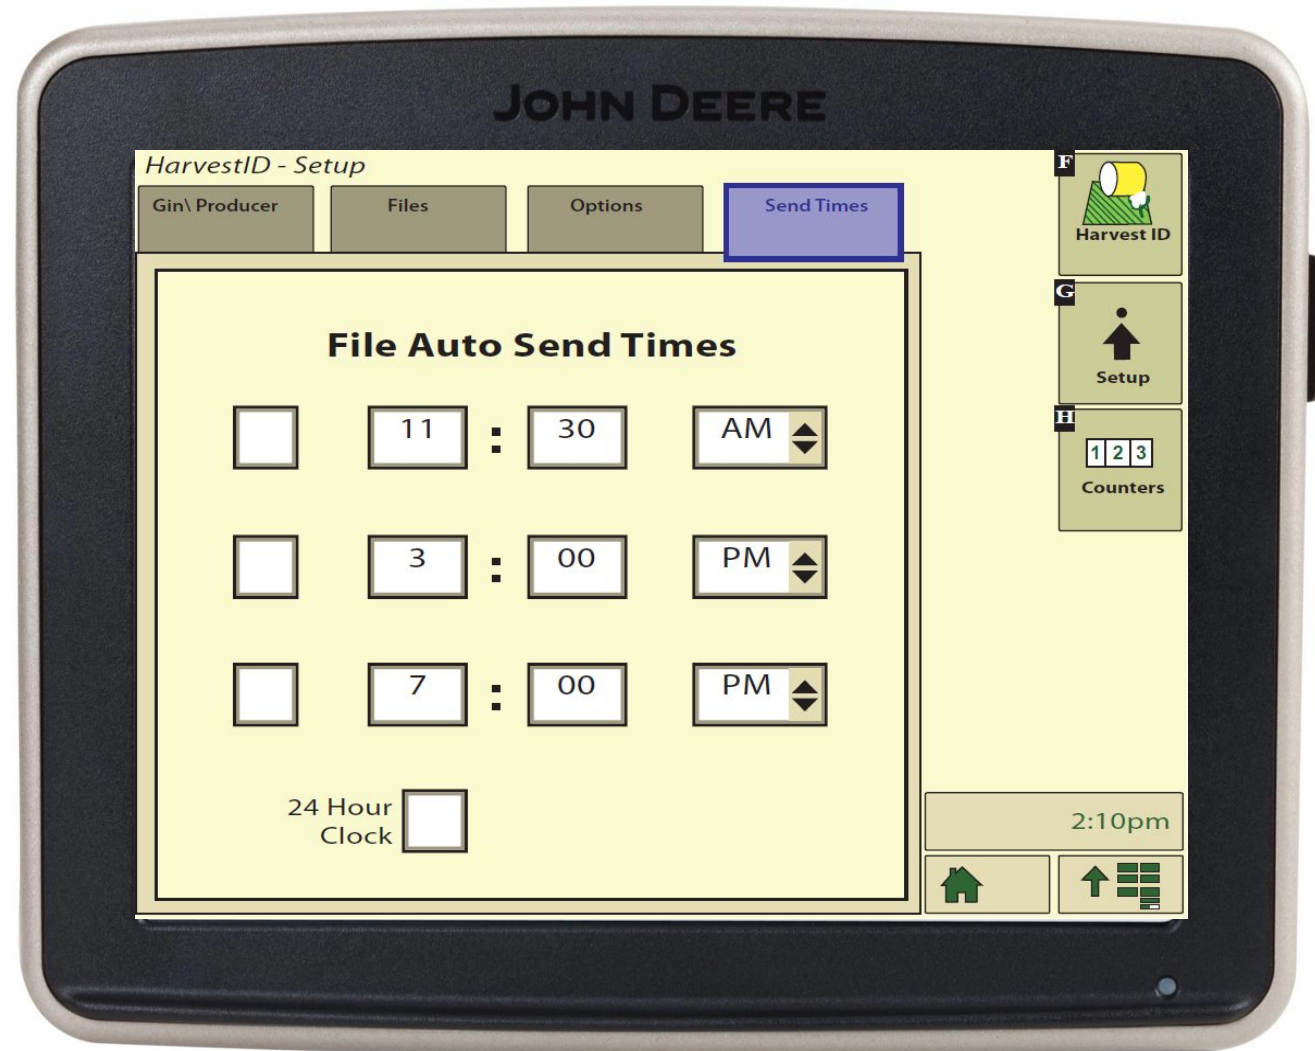 JOHN DEERE
HarvestID - Setup
Gin\ Producer
Files
Options
Send Times
F
Harvest ID
G
Setup
H
1 2 3
Counters
File Auto Send Times
11 : 30 AM
3 : 00 PM
7 : 00 PM
24 Hour
Clock
2:10pm